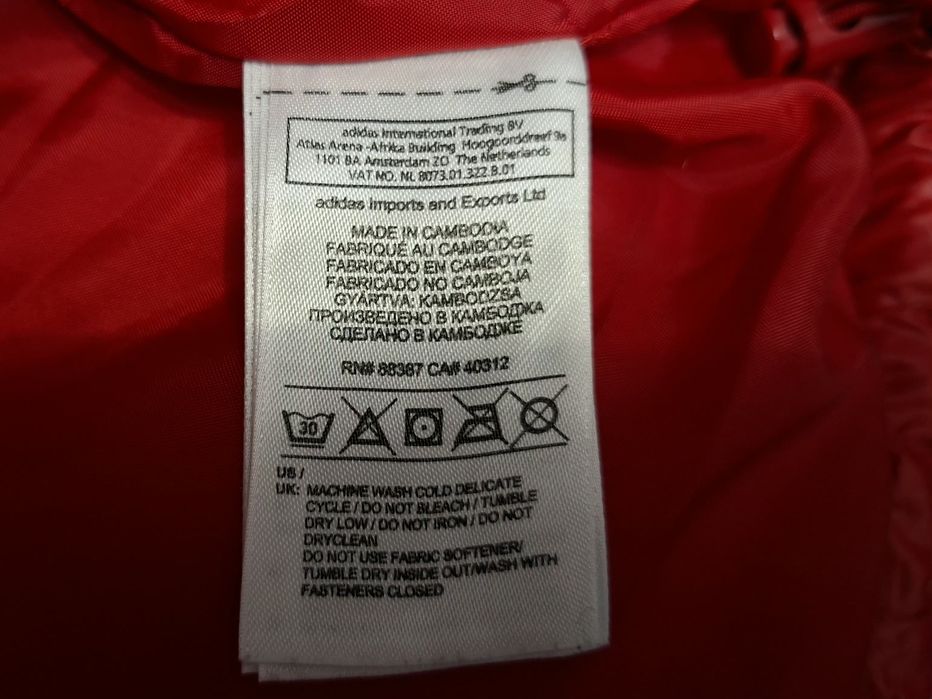 adidas International Trading BV
Atlas Arena -Afrika Building Hoogoorddreef 9a
1101 BA Amsterdam ZO The Netherlands
VAT NO. NL 8073.01.322.B.01
adidas Imports and Exports Ltd
MADE IN CAMBODIA
FABRIQUÉ AU CAMBODGE
FABRICADO EN CAMBOYA
FABRICADO NO CAMBOJA
GYÁRTVA: KAMBODZSA
ПРОИЗВЕДЕНО В КАМБОДЖА
СДЕЛАНО В КАМБОДЖЕ
RN# 88387 CA# 40312
30
US /
UK: MACHINE WASH COLD DELICATE
CYCLE / DO NOT BLEACH / TUMBLE
DRY LOW / DO NOT IRON / DO NOT
DRYCLEAN
DO NOT USE FABRIC SOFTENER/
TUMBLE DRY INSIDE OUT/WASH WITH
FASTENERS CLOSED